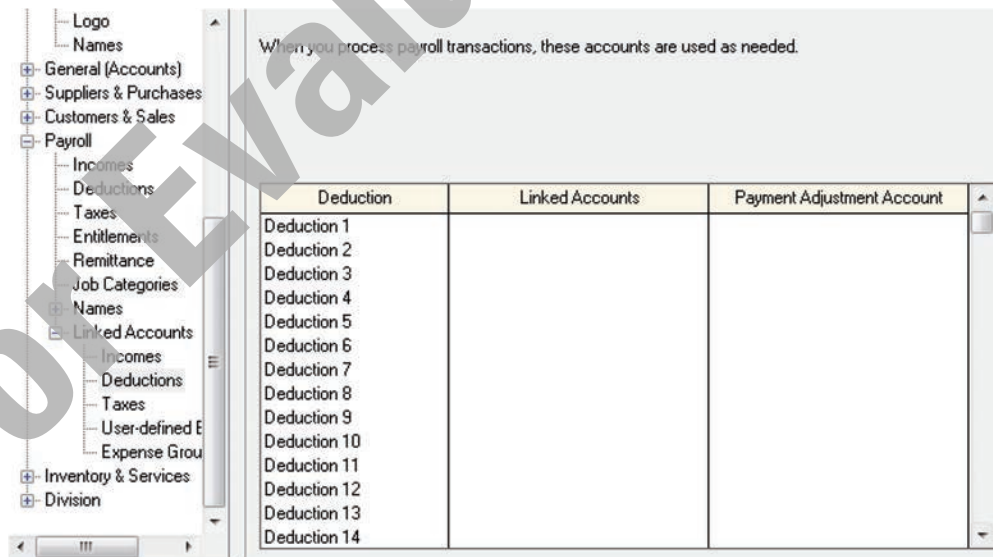 Logo
Names
General (Accounts)
Suppliers & Purchases
Customers & Sales
Payroll
Incomes
Deductions
Taxes
Entitlements
Remittance
Job Categories
Names
Linked Accounts
Incomes
Deductions
Taxes
User-defined E
Expense Grou
Inventory & Services
Division
When you process payroll transactions, these accounts are used as needed.
Deduction Linked Accounts Payment Adjustment Account
Deduction 1
Deduction 2
Deduction 3
Deduction 4
Deduction 5
Deduction 6
Deduction 7
Deduction 8
Deduction 9
Deduction 10
Deduction 11
Deduction 12
Deduction 13
Deduction 14
or Evalu